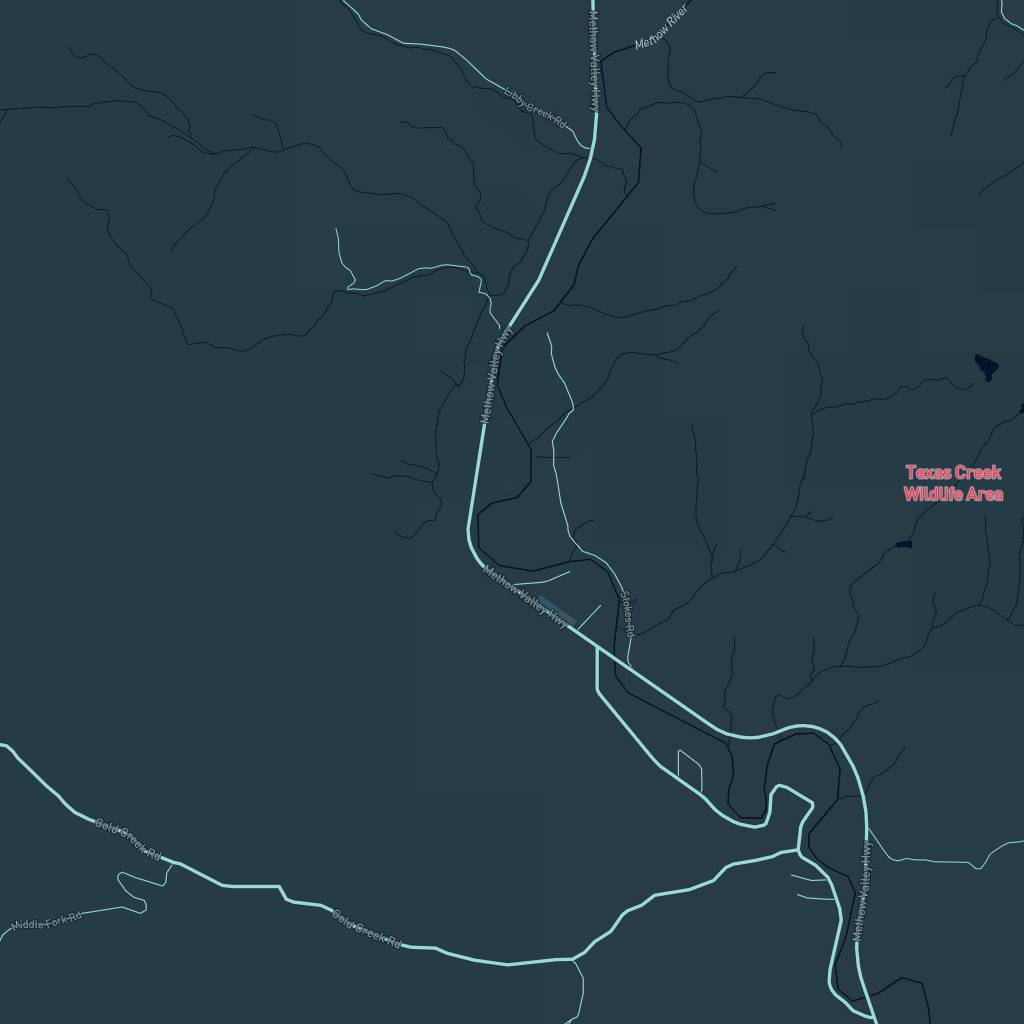 Methow Valley Hwy
Methow River
Libby Creek Rd
Methow Valley Hwy
Texas Creek
Wildlife Area
Methow Valley Hwy
Stokes Rd
Gold Creek Rd
Methow Valley Hwy
Middle Fork Rd
Gold Creek Rd